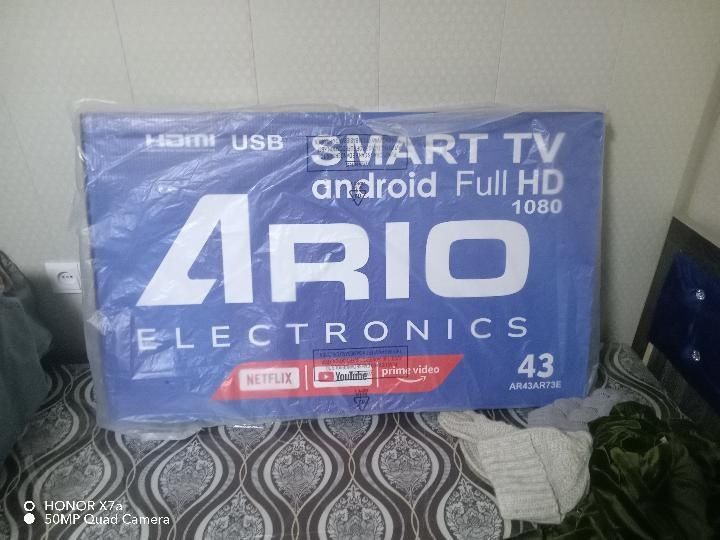 HDMI USB SMART TV
android Full HD
1080
ARIO
ELECTRONICS
NETFLIX YouTube prime video
43
AR43AR73E
HONOR X7a
50MP Quad Camera